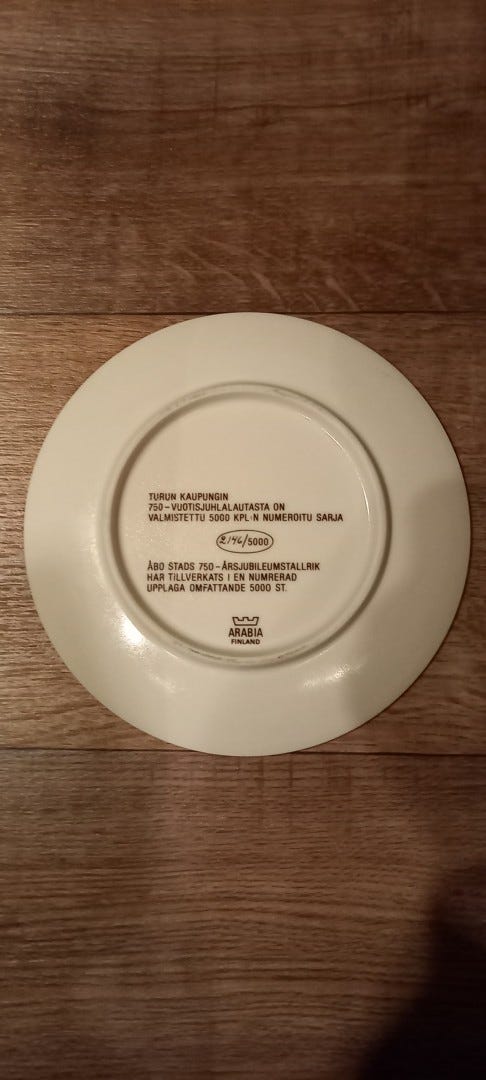 TURUN KAUPUNGIN
750-VUOTISJUHLALAUTASTA ON
VALMISTETTU 5000 KPL:N NUMEROITU SARJA
2146/5000
ÅBO STADS 750-ÅRSJUBILEUMSTALLRIK
HAR TILLVERKATS I EN NUMRERAD
UPPLAGA OMFATTANDE 5000 ST.
ARABIA
FINLAND